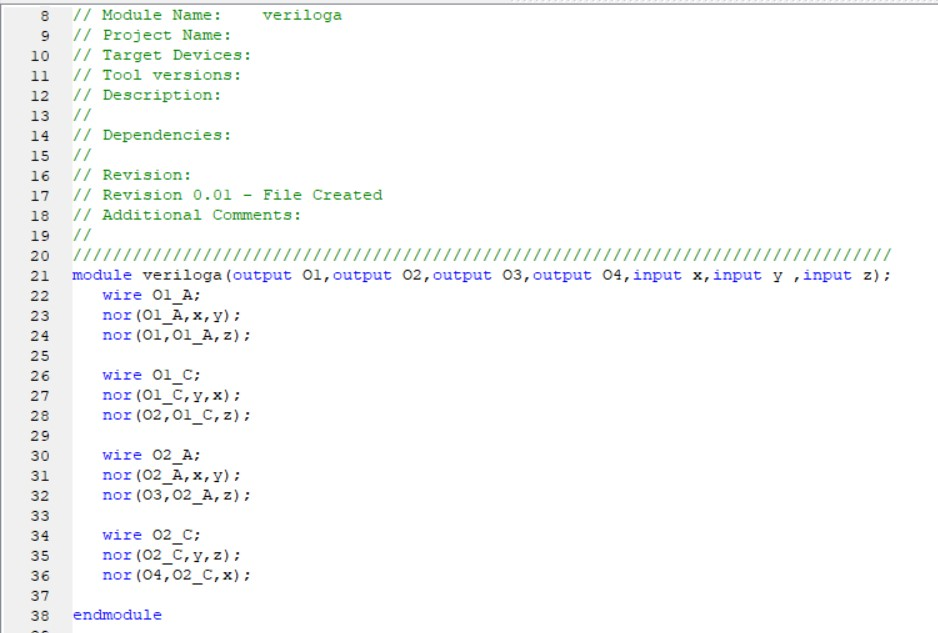 8 // Module Name:    veriloga
9 // Project Name:
10 // Target Devices:
11 // Tool versions:
12 // Description:
13 //
14 // Dependencies:
15 //
16 // Revision:
17 // Revision 0.01 - File Created
18 // Additional Comments:
19 //
20 //////////////////////////////////////////////////////////////////////////////////
21 module veriloga(output O1,output O2,output O3,output O4,input x,input y ,input z);
22    wire O1_A;
23    nor(O1_A,x,y);
24    nor(O1,O1_A,z);
25
26    wire O1_C;
27    nor(O1_C,y,x);
28    nor(O2,O1_C,z);
29
30    wire O2_A;
31    nor(O2_A,x,y);
32    nor(O3,O2_A,z);
33
34    wire O2_C;
35    nor(O2_C,y,z);
36    nor(O4,O2_C,x);
37
38 endmodule